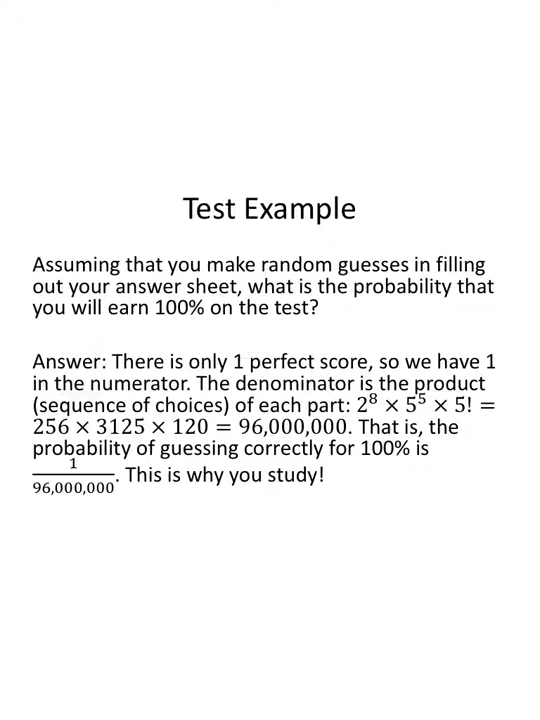 Test Example
Assuming that you make random guesses in filling
out your answer sheet, what is the probability that
you will earn 100% on the test?
Answer: There is only 1 perfect score, so we have 1
in the numerator. The denominator is the product
(sequence of choices) of each part: 2⁸ × 5⁵ × 5! =
256 × 3125 × 120 = 96,000,000. That is, the
probability of guessing correctly for 100% is
1/96,000,000. This is why you study!